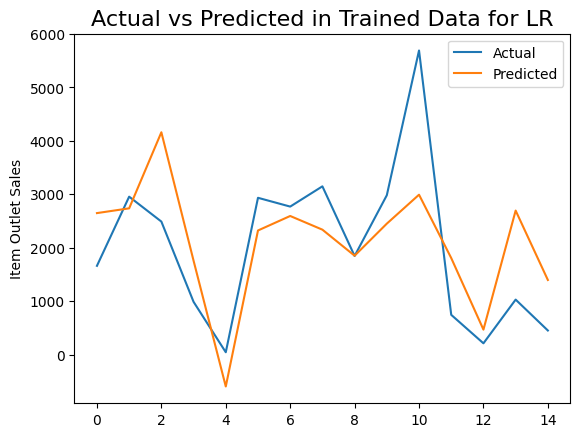 Actual vs Predicted in Trained Data for LR
Actual
Predicted
Item Outlet Sales
6000
5000
4000
3000
2000
1000
0
0 2 4 6 8 10 12 14